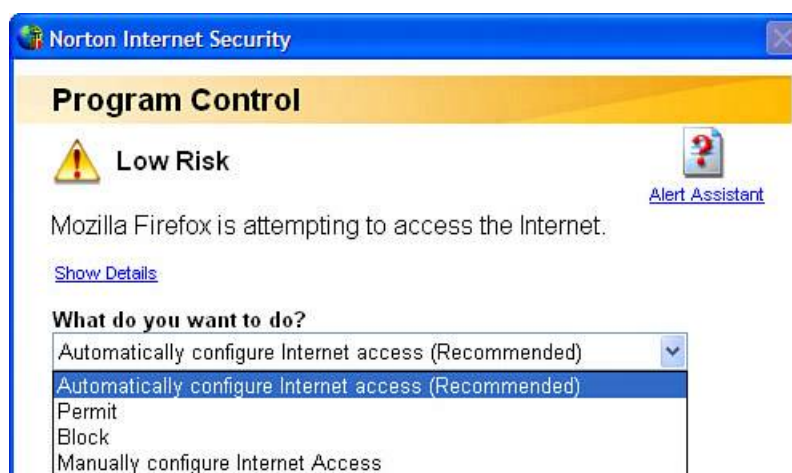 Norton Internet Security
Program Control
Low Risk
Alert Assistant
Mozilla Firefox is attempting to access the Internet.
Show Details
What do you want to do?
Automatically configure Internet access (Recommended)
Automatically configure Internet access (Recommended)
Permit
Block
Manually configure Internet Access